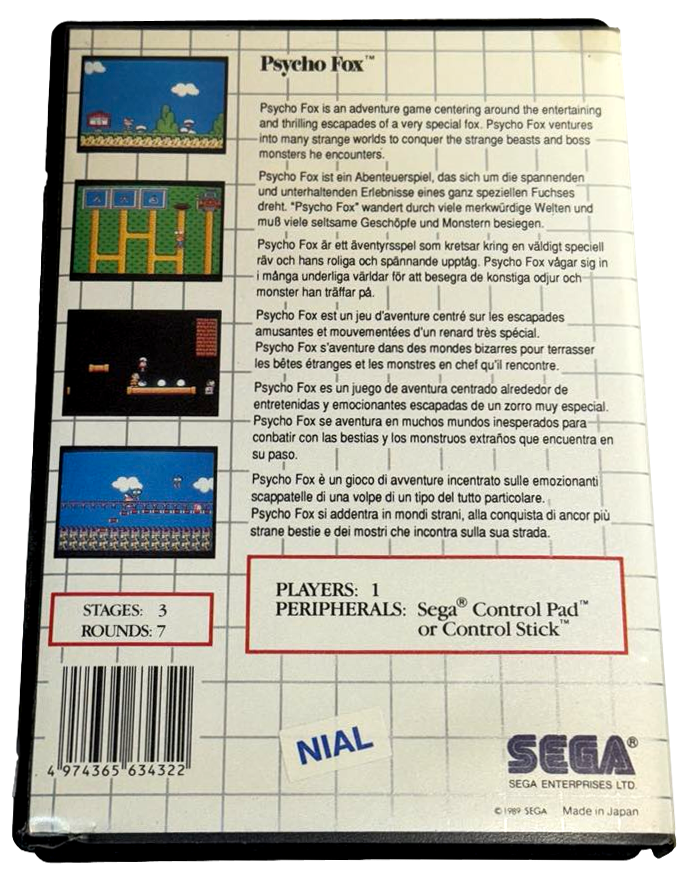 Psycho Fox™
Psycho Fox is an adventure game centering around the entertaining
and thrilling escapades of a very special fox. Psycho Fox ventures
into many strange worlds to conquer the strange beasts and boss
monsters he encounters.
Psycho Fox ist ein Abenteuerspiel, das sich um die spannenden
und unterhaltenden Erlebnisse eines ganz speziellen Fuchses
dreht. "Psycho Fox" wandert durch viele merkwürdige Welten und
muß viele seltsame Geschöpfe und Monstern besiegen.
Psycho Fox är ett äventyrsspel som kretsar kring en väldigt speciell
räv och hans roliga och spännande upptåg. Psycho Fox vågar sig in
i många underliga världar för att besegra de konstiga odjur och
monster han träffar på.
Psycho Fox est un jeu d'aventure centré sur les escapades
amusantes et mouvementées d'un renard très spécial.
Psycho Fox s'aventure dans des mondes bizarres pour terrasser
les bêtes étranges et les monstres en chef qu'il rencontre.
Psycho Fox es un juego de aventura centrado alrededor de
entretenidas y emocionantes escapadas de un zorro muy especial.
Psycho Fox se aventura en muchos mundos inesperados para
conbatir con las bestias y los monstruos extraños que encuentra en
su paso.
Psycho Fox è un gioco di avventure incentrato sulle emozionanti
scappatelle di una volpe di un tipo del tutto particolare.
Psycho Fox si addentra in mondi strani, alla conquista di ancor più
strane bestie e dei mostri che incontra sulla sua strada.
STAGES: 3
ROUNDS: 7
PLAYERS: 1
PERIPHERALS: Sega® Control Pad™
or Control Stick™
4 974365 634322
NIAL
SEGA®
SEGA ENTERPRISES LTD.
© 1989 SEGA Made in Japan